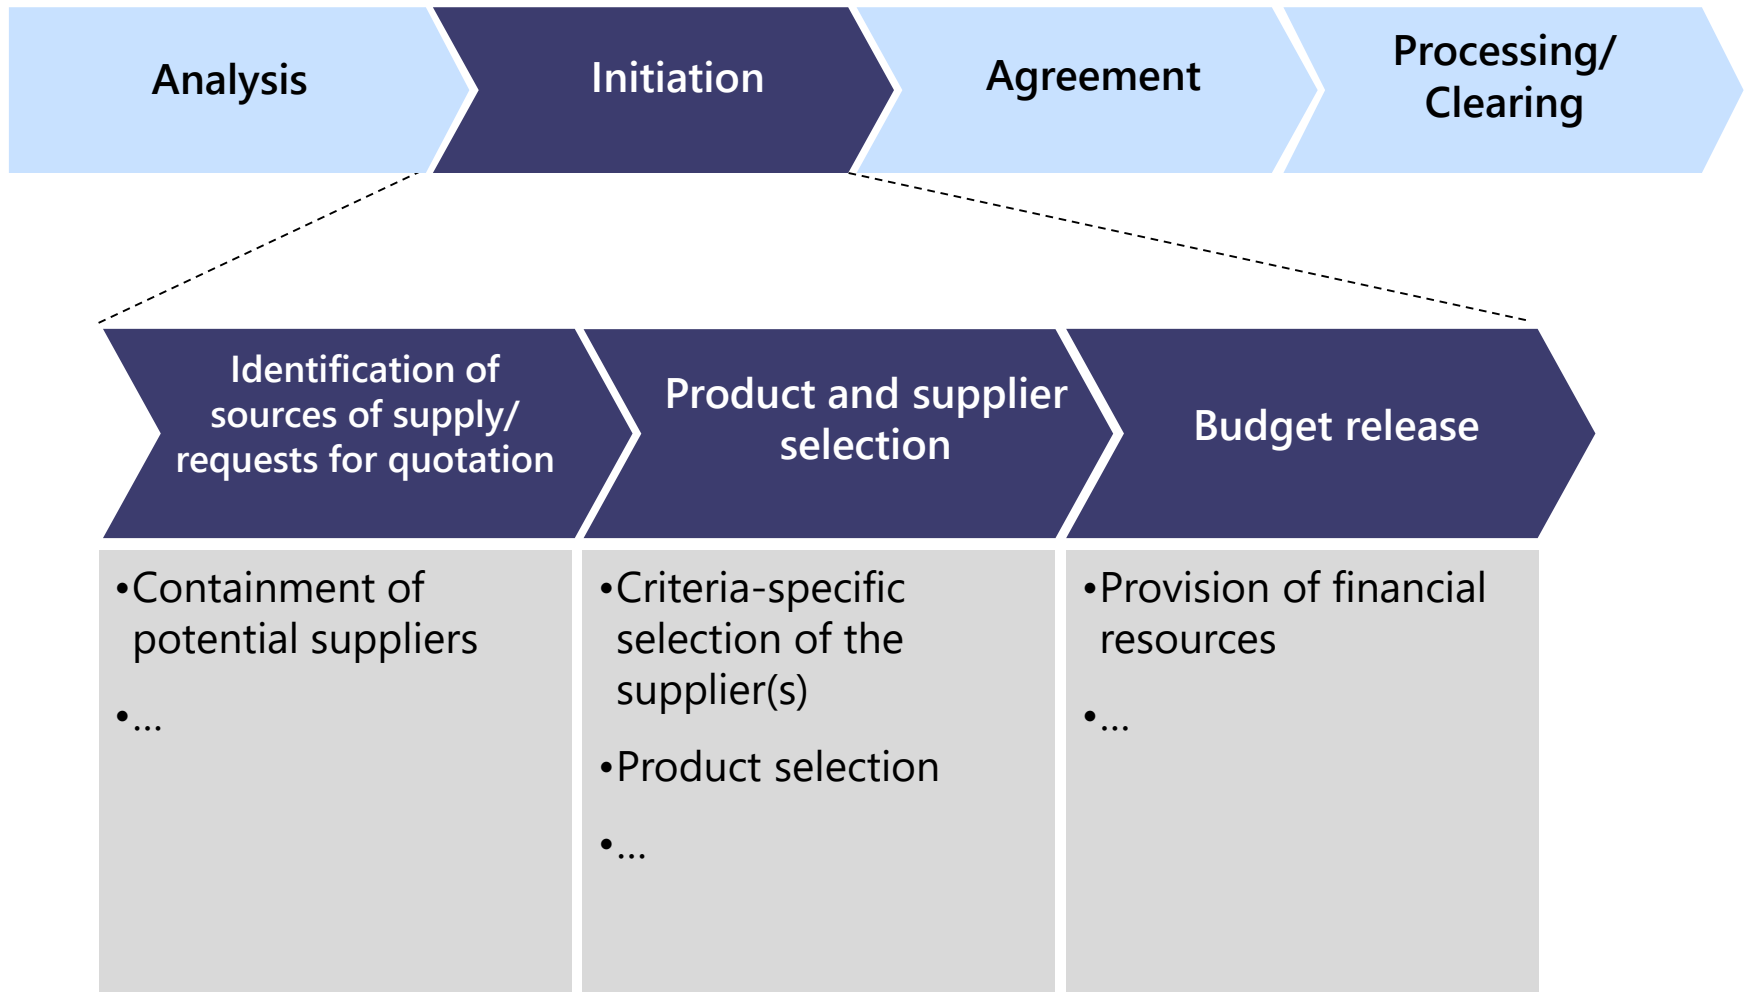 Analysis
Initiation
Agreement
Processing/
Clearing
Identification of
sources of supply/
requests for quotation
Product and supplier
selection
Budget release
•Containment of
potential suppliers
•...
•Criteria-specific
selection of the
supplier(s)
•Product selection
•...
•Provision of financial
resources
•...